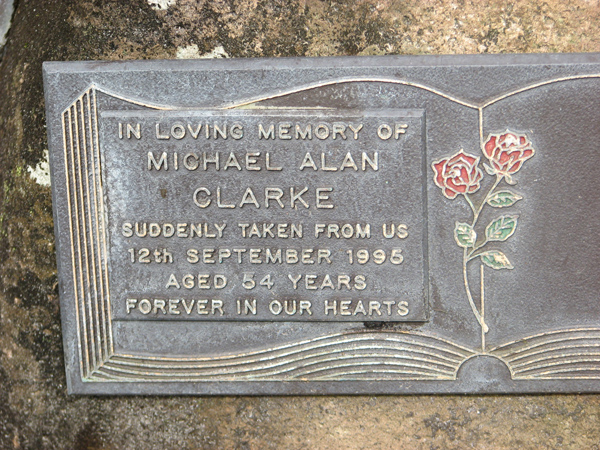 IN LOVING MEMORY OF
MICHAEL ALAN
CLARKE
SUDDENLY TAKEN FROM US
12th SEPTEMBER 1995
AGED 54 YEARS
FOREVER IN OUR HEARTS